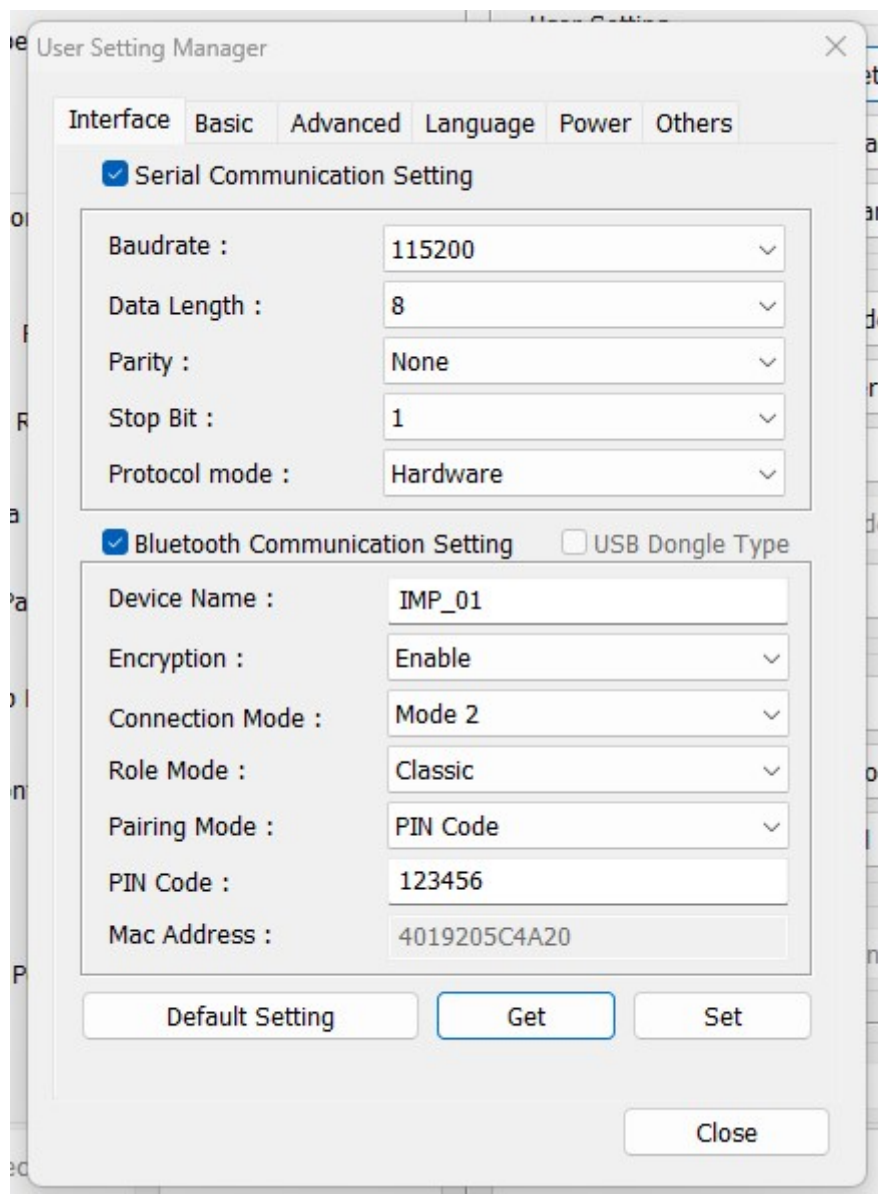 User Setting Manager
Interface Basic Advanced Language Power Others
Serial Communication Setting
Baudrate : 115200
Data Length : 8
Parity : None
Stop Bit : 1
Protocol mode : Hardware
Bluetooth Communication Setting USB Dongle Type
Device Name : IMP_01
Encryption : Enable
Connection Mode : Mode 2
Role Mode : Classic
Pairing Mode : PIN Code
PIN Code : 123456
Mac Address : 4019205C4A20
Default Setting Get Set
Close